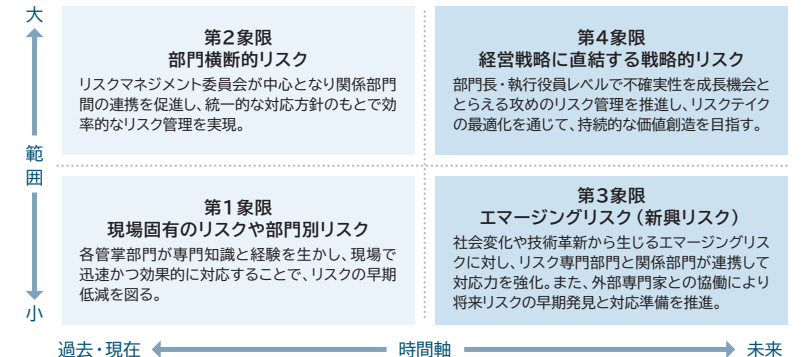 大
範
囲
小
第2象限
部門横断的リスク
リスクマネジメント委員会が中心となり関係部門
間の連携を促進し、統一的な対応方針のもとで効
率的なリスク管理を実現。
第4象限
経営戦略に直結する戦略的リスク
部門長・執行役員レベルで不確実性を成長機会と
とらえる攻めのリスク管理を推進し、リスクテイク
の最適化を通じて、持続的な価値創造を目指す。
第1象限
現場固有のリスクや部門別リスク
各管掌部門が専門知識と経験を生かし、現場で
迅速かつ効果的に対応することで、リスクの早期
低減を図る。
第3象限
エマージングリスク（新興リスク）
社会変化や技術革新から生じるエマージングリス
クに対し、リスク専門部門と関係部門が連携して
対応力を強化。また、外部専門家との協働により
将来リスクの早期発見と対応準備を推進。
過去・現在
時間軸
未来